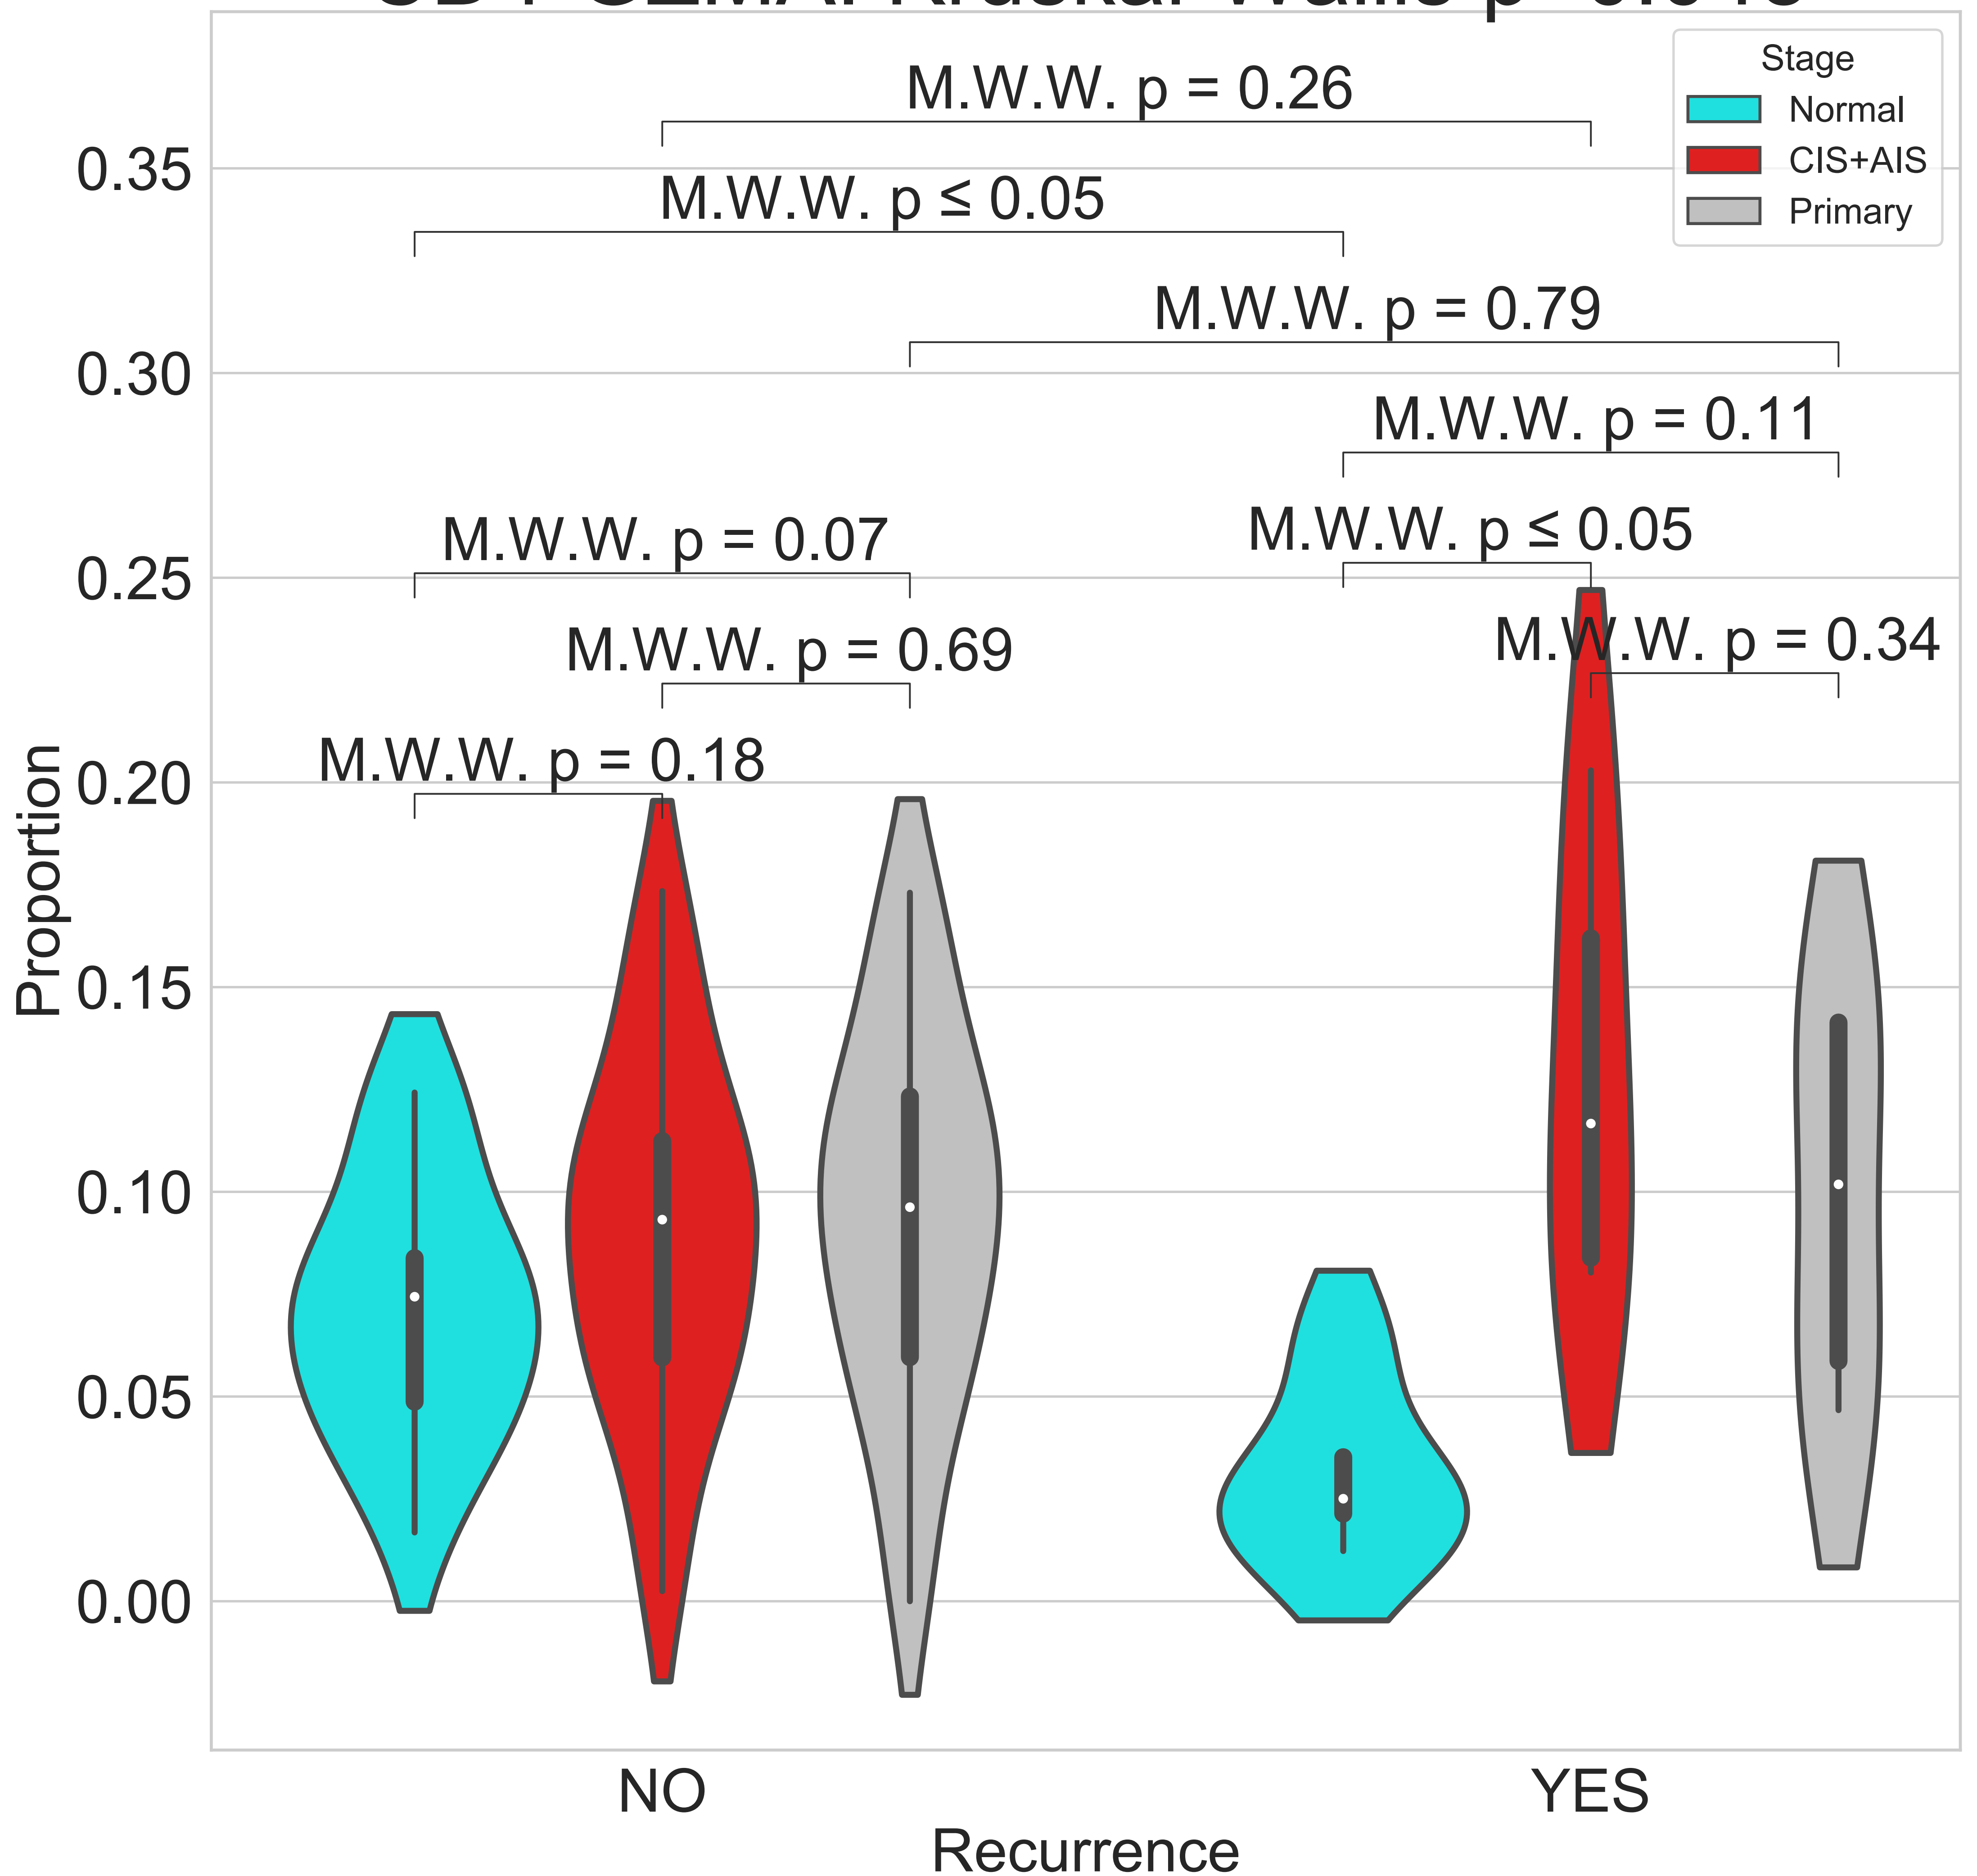 Stage
Normal
CIS+AIS
Primary
M.W.W. p = 0.26
M.W.W. p ≤ 0.05
M.W.W. p = 0.79
M.W.W. p = 0.11
M.W.W. p ≤ 0.05
M.W.W. p = 0.07
M.W.W. p = 0.34
M.W.W. p = 0.69
M.W.W. p = 0.18
0.35
0.30
0.25
0.20
0.15
0.10
0.05
0.00
Proportion
NO
YES
Recurrence